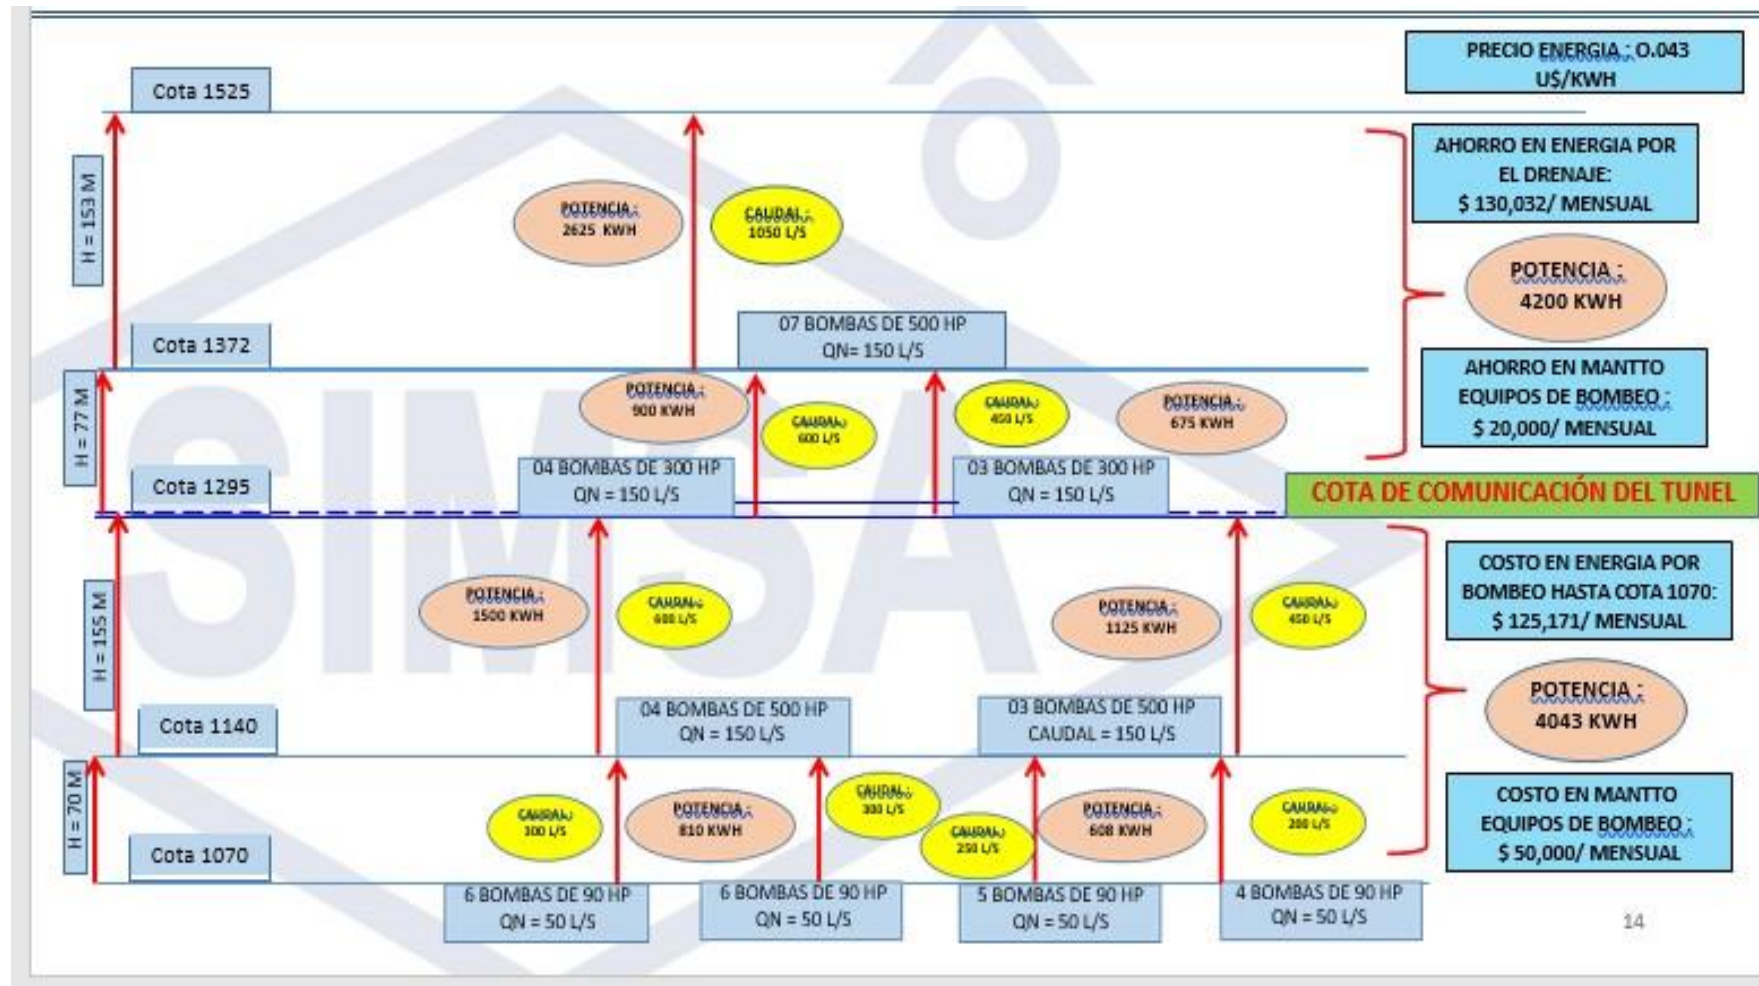 PRECIO ENERGIA : O.043
U$/KWH
Cota 1525
AHORRO EN ENERGIA POR
EL DRENAJE:
$ 130,032/ MENSUAL
H = 153 M
POTENCIA :
2625 KWH
CAUDAL :
1050 L/S
POTENCIA :
4200 KWH
07 BOMBAS DE 500 HP
QN= 150 L/S
Cota 1372
AHORRO EN MANTTO
EQUIPOS DE BOMBEO :
$ 20,000/ MENSUAL
H = 77 M
POTENCIA :
900 KWH
CAUDAL :
600 L/S
CAUDAL :
450 L/S
POTENCIA :
675 KWH
04 BOMBAS DE 300 HP
QN = 150 L/S
03 BOMBAS DE 300 HP
QN = 150 L/S
Cota 1295
COTA DE COMUNICACIÓN DEL TUNEL
SIMSA
COSTO EN ENERGIA POR
BOMBEO HASTA COTA 1070:
$ 125,171/ MENSUAL
H = 155 M
POTENCIA :
1500 KWH
CAUDAL :
600 L/S
POTENCIA :
1125 KWH
CAUDAL :
450 L/S
POTENCIA :
4043 KWH
04 BOMBAS DE 500 HP
QN = 150 L/S
03 BOMBAS DE 500 HP
CAUDAL = 150 L/S
Cota 1140
COSTO EN MANTTO
EQUIPOS DE BOMBEO :
$ 50,000/ MENSUAL
H = 70 M
CAUDAL :
300 L/S
POTENCIA :
810 KWH
CAUDAL :
300 L/S
CAUDAL :
250 L/S
POTENCIA :
608 KWH
CAUDAL :
200 L/S
Cota 1070
6 BOMBAS DE 90 HP
QN = 50 L/S
6 BOMBAS DE 90 HP
QN = 50 L/S
5 BOMBAS DE 90 HP
QN = 50 L/S
4 BOMBAS DE 90 HP
QN = 50 L/S
14